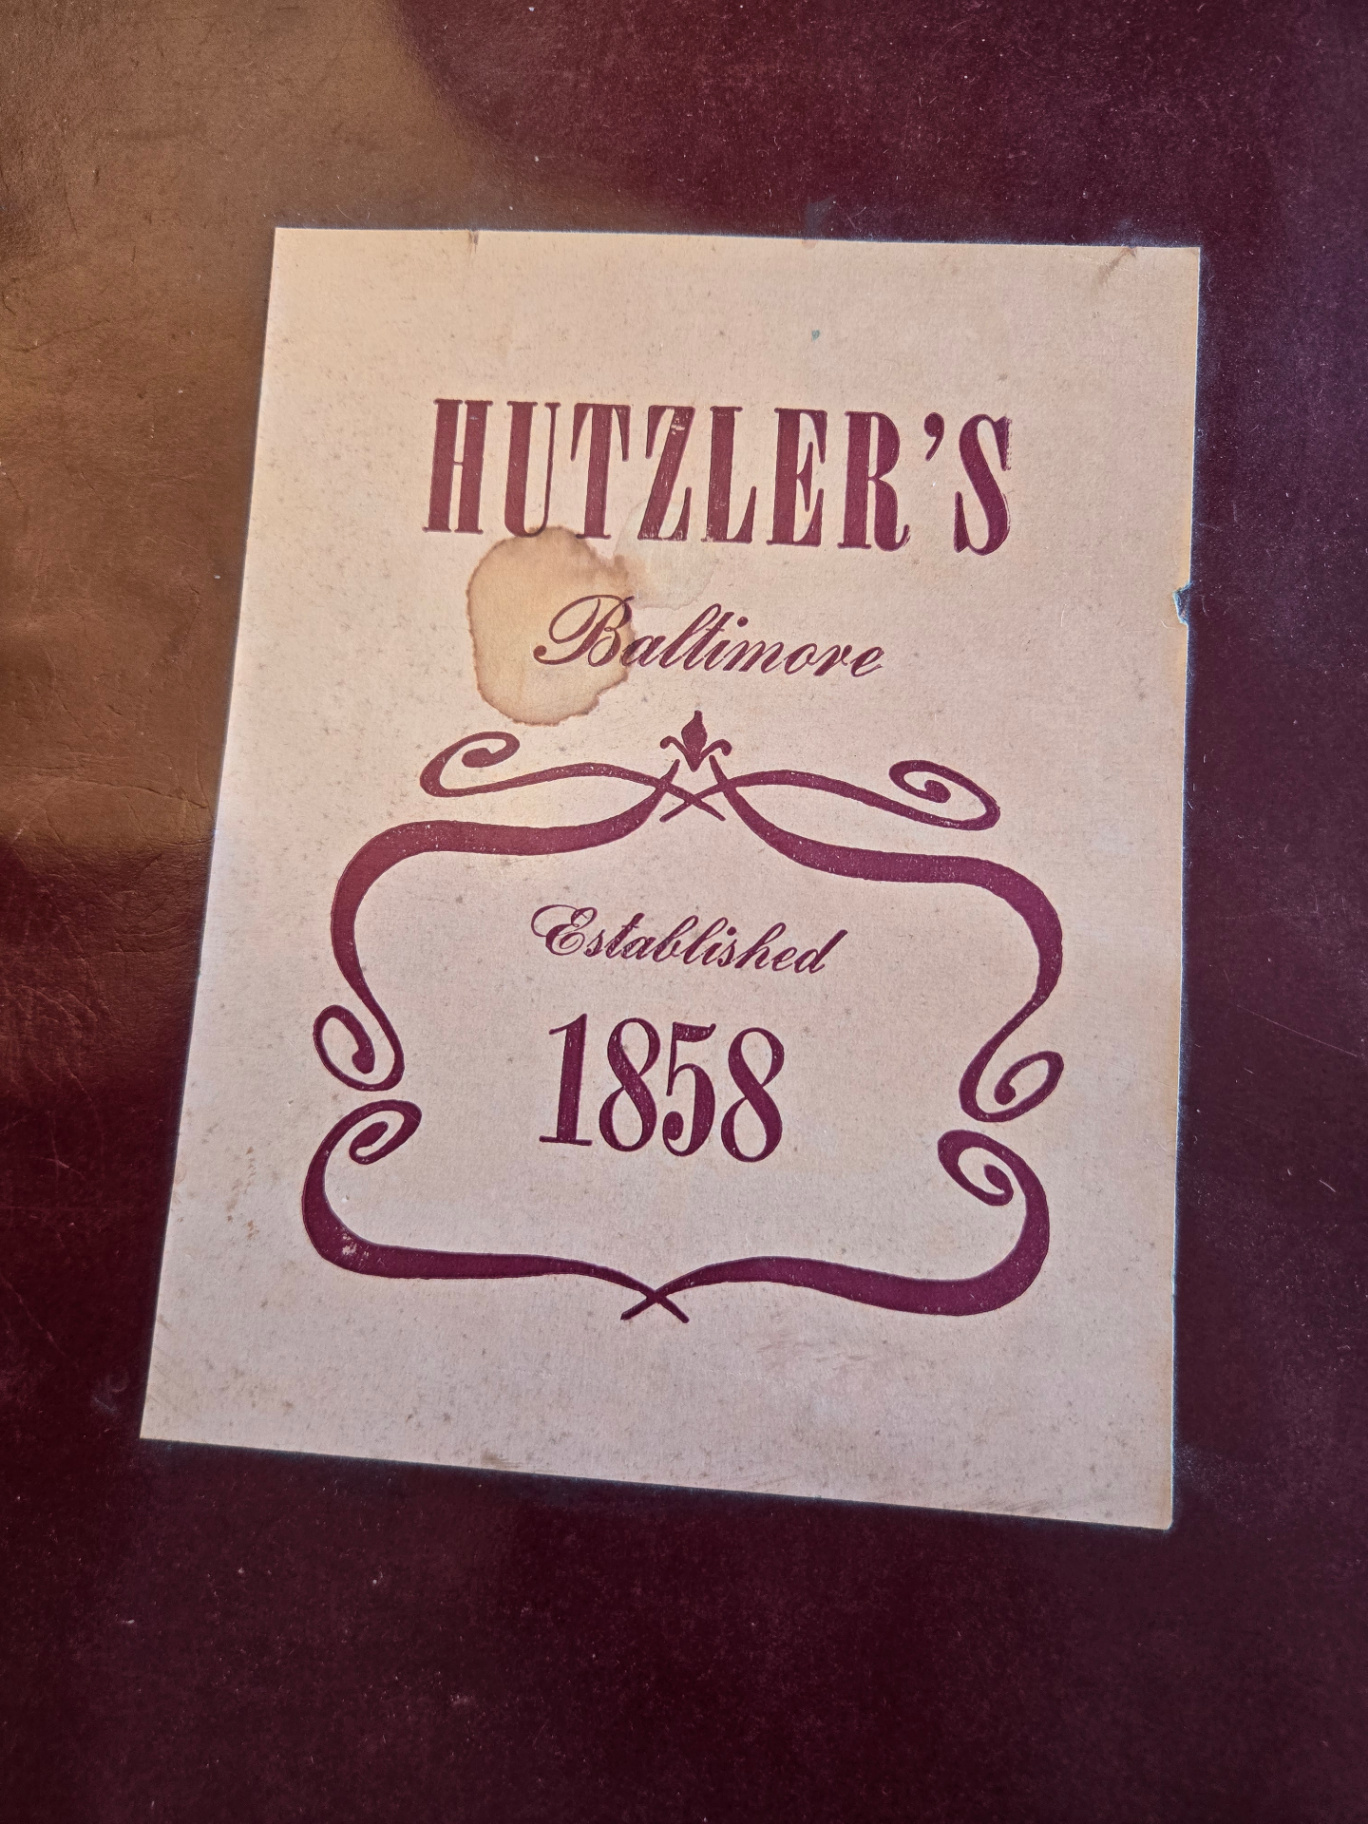 HUTZLER'S
Baltimore
Established
1858